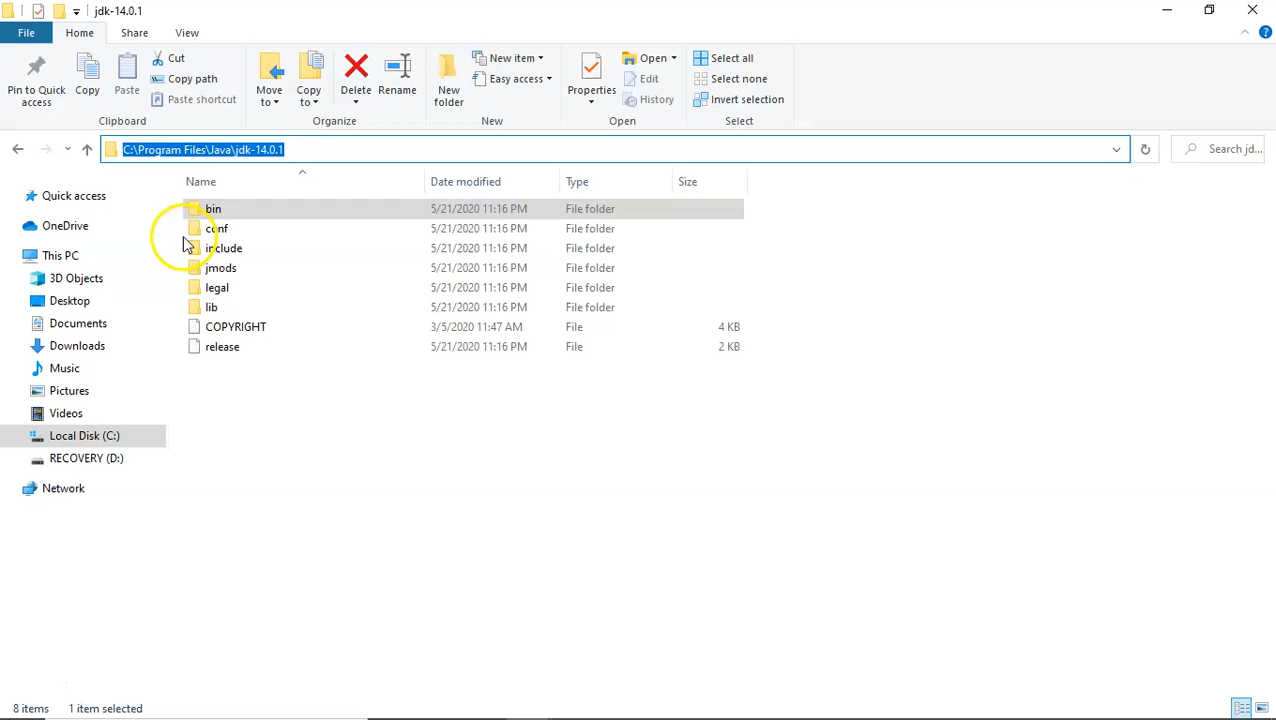 jdk-14.0.1
File Home Share View
Pin to Quick access
Copy
Paste
Cut
Copy path
Paste shortcut
Clipboard
Move to
Copy to
Delete
Rename
Organize
New folder
New item
Easy access
New
Properties
Open
Edit
History
Open
Select all
Select none
Invert selection
Select
C:\Program Files\Java\jdk-14.0.1
Search jd...
Name Date modified Type Size
Quick access
OneDrive
This PC
3D Objects
Desktop
Documents
Downloads
Music
Pictures
Videos
Local Disk (C:)
RECOVERY (D:)
Network
bin 5/21/2020 11:16 PM File folder
conf 5/21/2020 11:16 PM File folder
include 5/21/2020 11:16 PM File folder
jmods 5/21/2020 11:16 PM File folder
legal 5/21/2020 11:16 PM File folder
lib 5/21/2020 11:16 PM File folder
COPYRIGHT 3/5/2020 11:47 AM File 4 KB
release 5/21/2020 11:16 PM File 2 KB
8 items 1 item selected